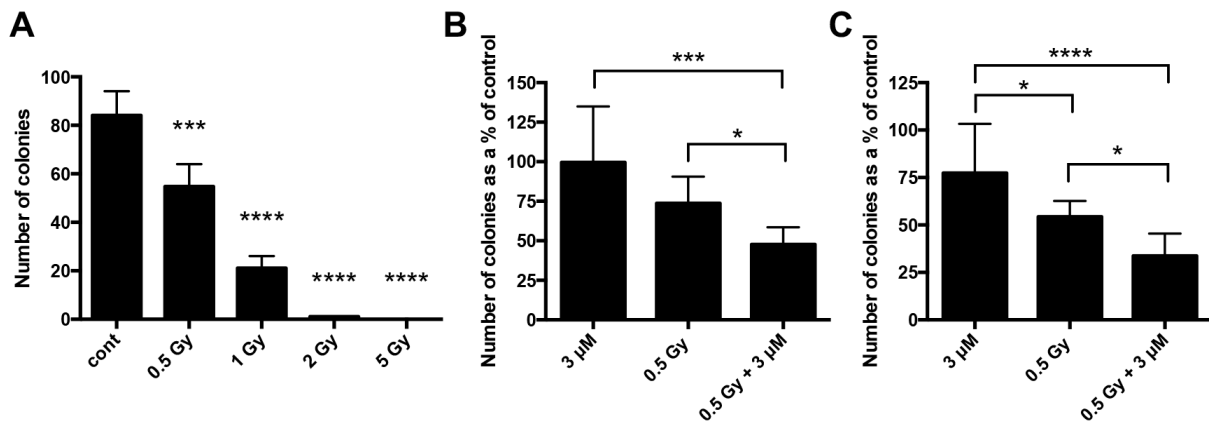 A
Number of colonies
100
80
60
40
20
0
***
****
****
****
cont
0.5 Gy
1 Gy
2 Gy
5 Gy
B
Number of colonies as a % of control
150
125
100
75
50
25
0
***
*
3 µM
0.5 Gy
0.5 Gy + 3 µM
C
Number of colonies as a % of control
125
100
75
50
25
0
****
*
*
3 µM
0.5 Gy
0.5 Gy + 3 µM